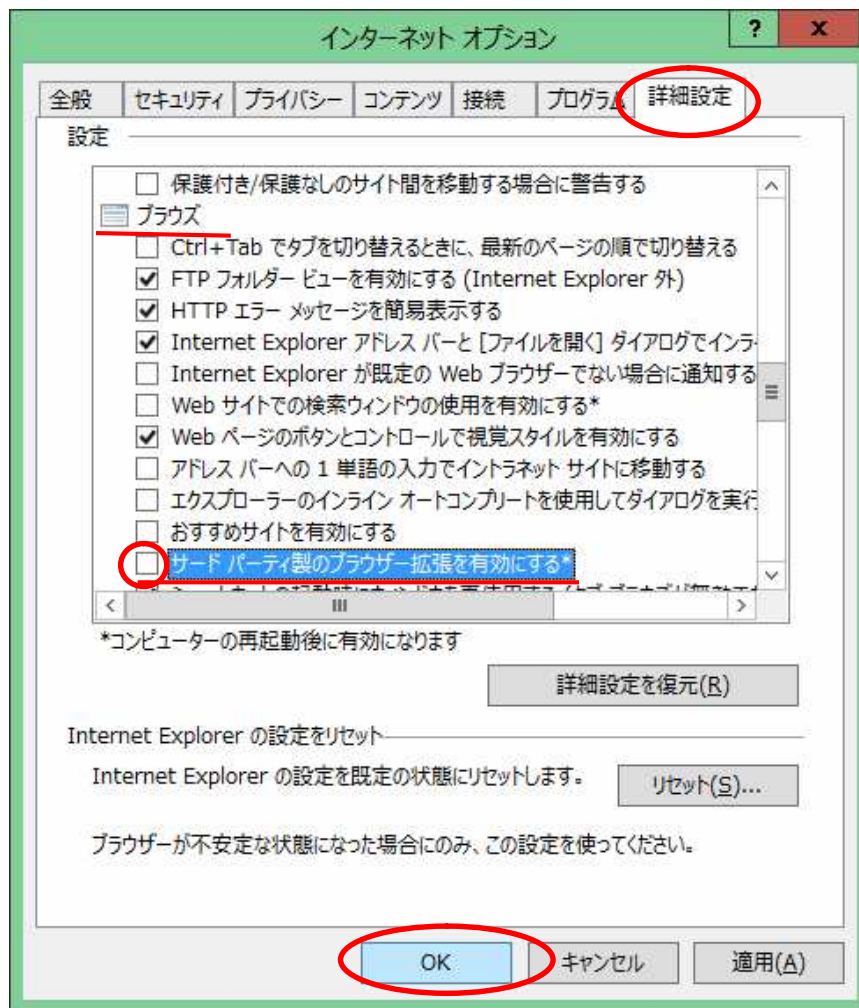 インターネット オプション
? x
全般 セキュリティ プライバシー コンテンツ 接続 プログラム 詳細設定
設定
保護付き/保護なしのサイト間を移動する場合に警告する
ブラウズ
Ctrl+Tab でタブを切り替えるときに、最新のページの順で切り替える
FTP フォルダー ビューを有効にする (Internet Explorer 外)
HTTP エラー メッセージを簡易表示する
Internet Explorer アドレス バーと [ファイルを開く] ダイアログでインラ
Internet Explorer が既定の Web ブラウザーでない場合に通知する
Web サイトでの検索ウィンドウの使用を有効にする*
Web ページのボタンとコントロールで視覚スタイルを有効にする
アドレス バーへの 1 単語の入力でイントラネット サイトに移動する
エクスプローラーのインライン オートコンプリートを使用してダイアログを実行
おすすめサイトを有効にする
サード パーティ製のブラウザー拡張を有効にする*
*コンピューターの再起動後に有効になります
詳細設定を復元(R)
Internet Explorer の設定をリセット
Internet Explorer の設定を既定の状態にリセットします。
リセット(S)...
ブラウザーが不安定な状態になった場合にのみ、この設定を使ってください。
OK キャンセル 適用(A)